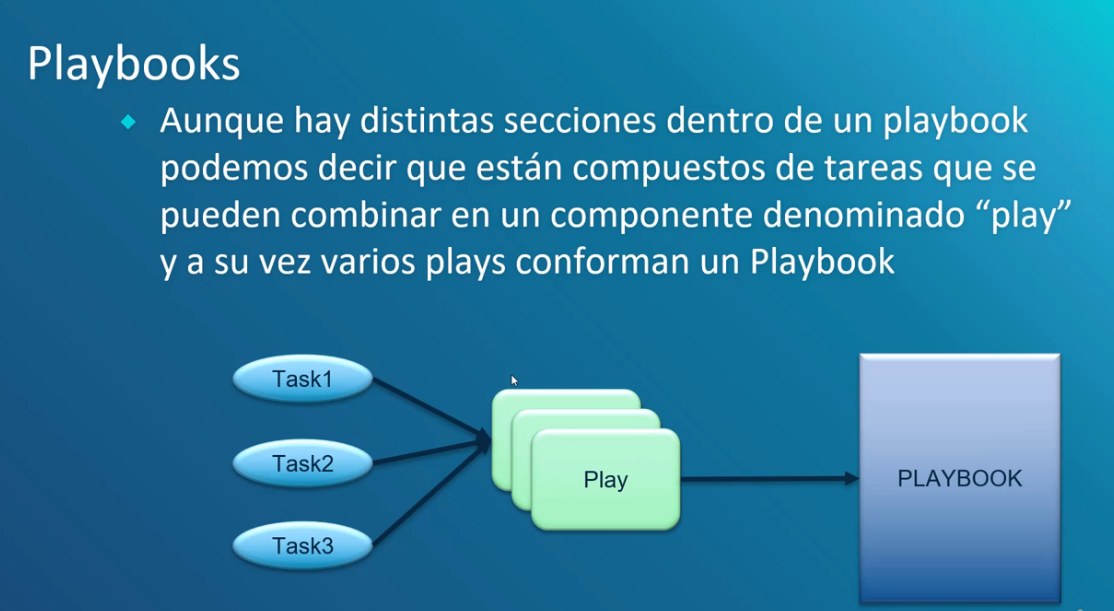 Playbooks
Aunque hay distintas secciones dentro de un playbook
podemos decir que están compuestos de tareas que se
pueden combinar en un componente denominado “play”
y a su vez varios plays conforman un Playbook
Task1
Task2
Task3
Play
PLAYBOOK